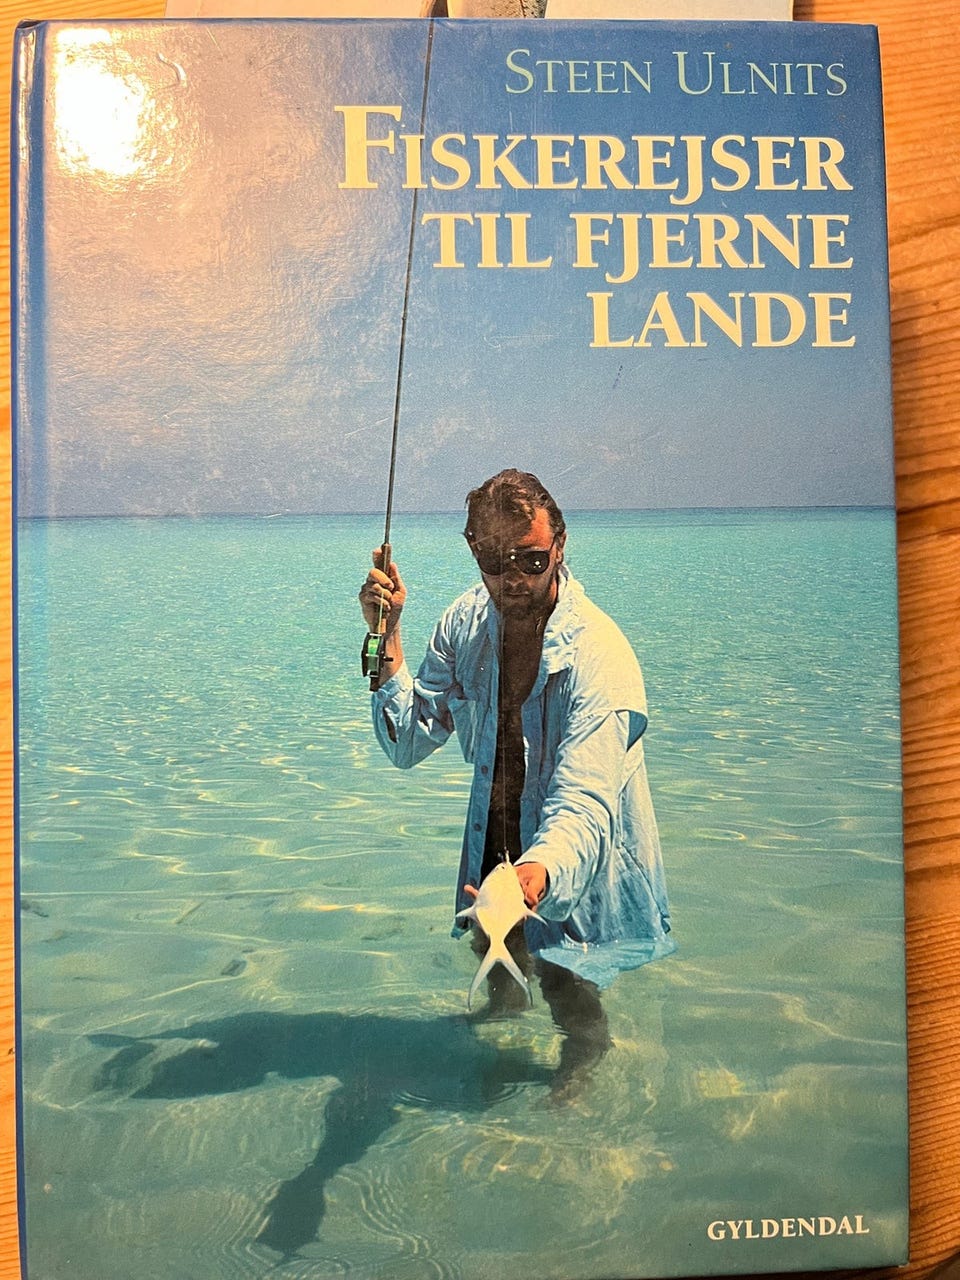 STEEN ULNITS
FISKEREJSER
TIL FJERNE
LANDE
GYLDENDAL